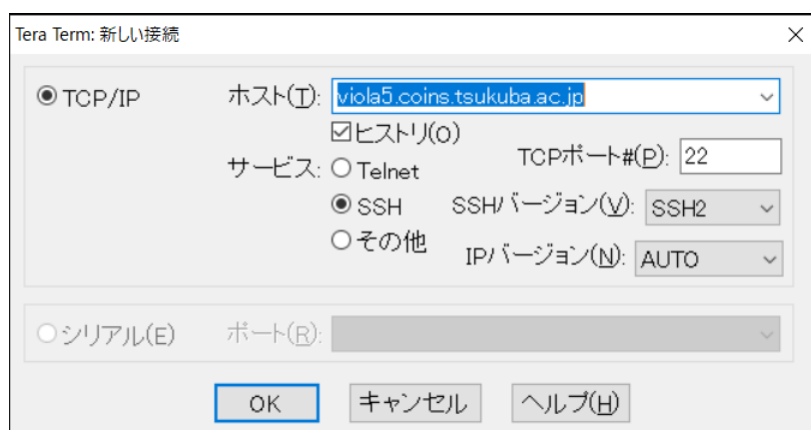 Tera Term: 新しい接続
TCP/IP ホスト(T): viola5.coins.tsukuba.ac.jp
ヒストリ(O)
サービス: Telnet TCPポート#(P): 22
SSH SSHバージョン(V): SSH2
その他 IPバージョン(N): AUTO
シリアル(E) ポート(R):
OK キャンセル ヘルプ(H)